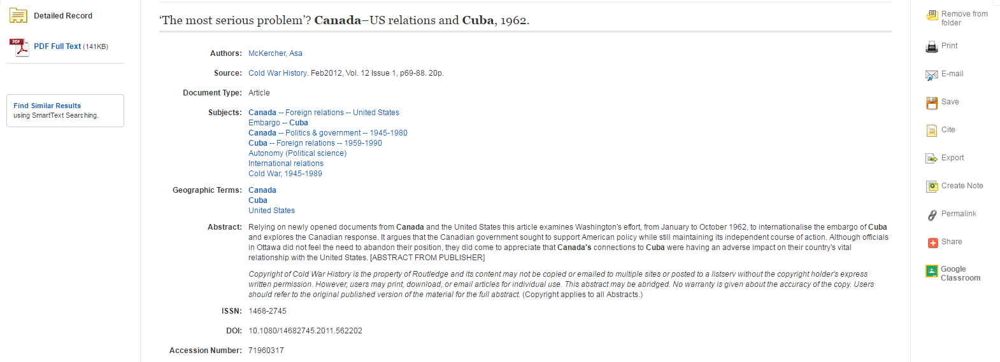 Detailed Record
PDF Full Text (141KB)
Find Similar Results
using SmartText Searching.
‘The most serious problem’? Canada–US relations and Cuba, 1962.
Authors: McKercher, Asa
Source: Cold War History. Feb2012, Vol. 12 Issue 1, p69-88. 20p.
Document Type: Article
Subjects: Canada -- Foreign relations -- United States
Embargo -- Cuba
Canada -- Politics & government -- 1945-1980
Cuba -- Foreign relations -- 1959-1990
Autonomy (Political science)
International relations
Cold War, 1945-1989
Geographic Terms: Canada
Cuba
United States
Abstract: Relying on newly opened documents from Canada and the United States this article examines Washington's effort, from January to October 1962, to internationalise the embargo of Cuba
and explores the Canadian response. It argues that the Canadian government sought to support American policy while still maintaining its independent course of action. Although officials
in Ottawa did not feel the need to abandon their position, they did come to appreciate that Canada's connections to Cuba were having an adverse impact on their country's vital
relationship with the United States. [ABSTRACT FROM PUBLISHER]
Copyright of Cold War History is the property of Routledge and its content may not be copied or emailed to multiple sites or posted to a listserv without the copyright holder's express
written permission. However, users may print, download, or email articles for individual use. This abstract may be abridged. No warranty is given about the accuracy of the copy. Users
should refer to the original published version of the material for the full abstract. (Copyright applies to all Abstracts.)
ISSN: 1468-2745
DOI: 10.1080/14682745.2011.562202
Accession Number: 71960317
Remove from
folder
Print
E-mail
Save
Cite
Export
Create Note
Permalink
Share
Google
Classroom